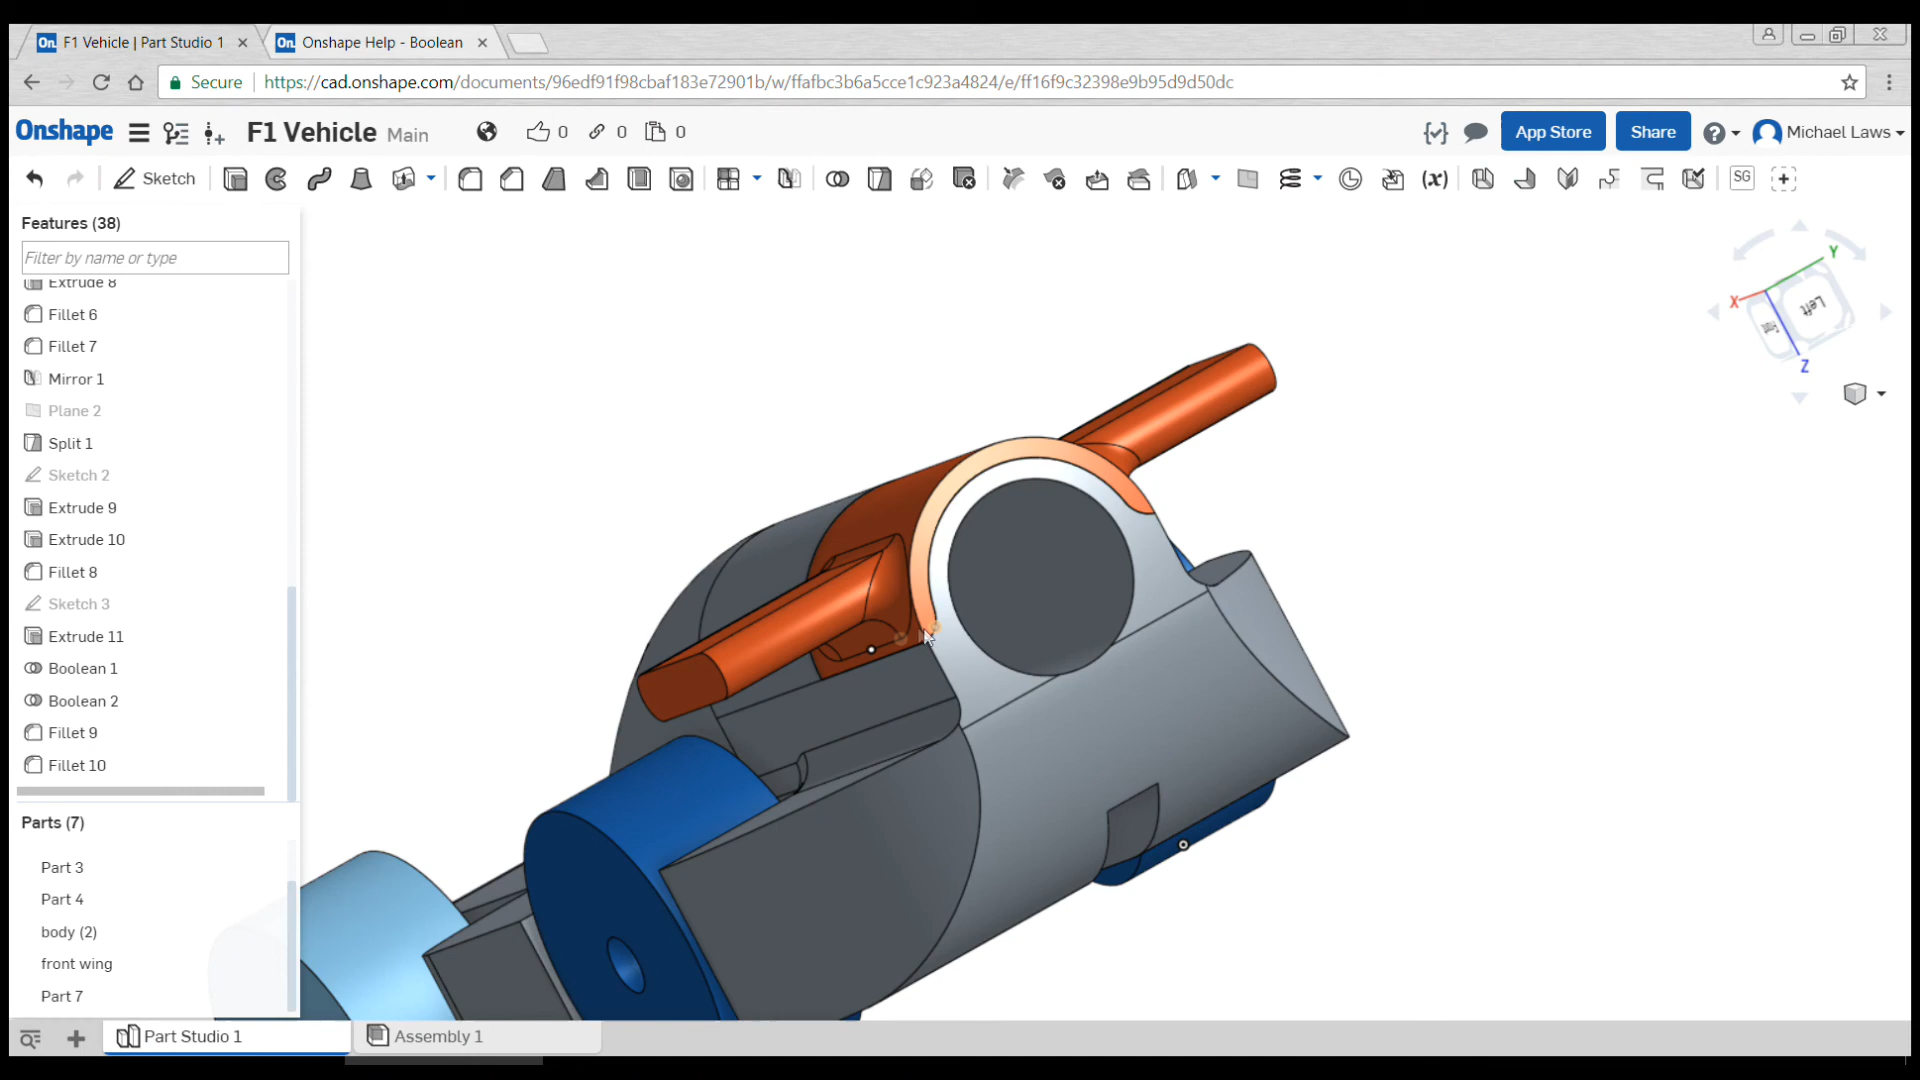 F1 Vehicle | Part Studio 1
Onshape Help - Boolean
Secure
https://cad.onshape.com/documents/96edf91f98cbaf183e72901b/w/ffafbc3b6a5cce1c923a4824/e/ff16f9c32398e9b95d9d50dc
Onshape
F1 Vehicle Main
0
0
0
App Store
Share
Michael Laws
Sketch
(x)
SG
Features (38)
Filter by name or type
Extrude 8
Fillet 6
Fillet 7
Mirror 1
Plane 2
Split 1
Sketch 2
Extrude 9
Extrude 10
Fillet 8
Sketch 3
Extrude 11
Boolean 1
Boolean 2
Fillet 9
Fillet 10
Parts (7)
Part 3
Part 4
body (2)
front wing
Part 7
Y
X
Left
Front
Z
Part Studio 1
Assembly 1